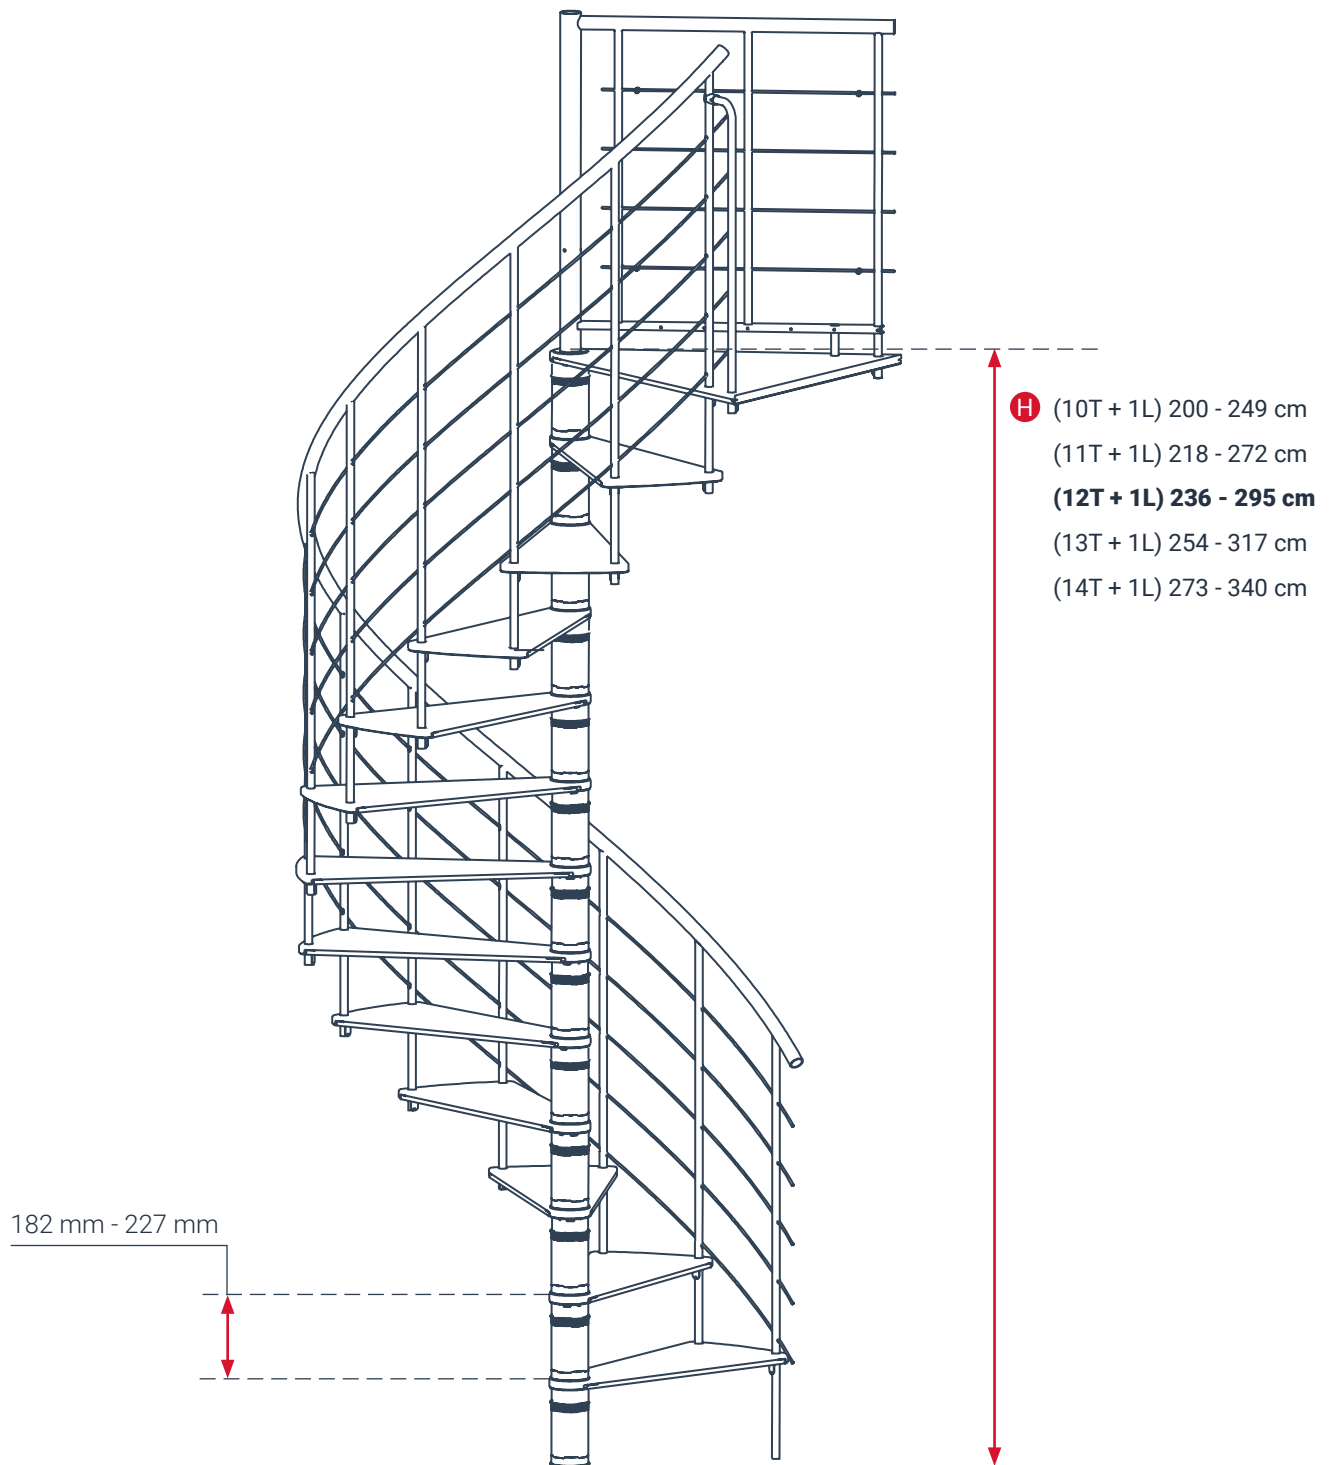 H (10T + 1L) 200 - 249 cm
(11T + 1L) 218 - 272 cm
(12T + 1L) 236 - 295 cm
(13T + 1L) 254 - 317 cm
(14T + 1L) 273 - 340 cm
182 mm - 227 mm